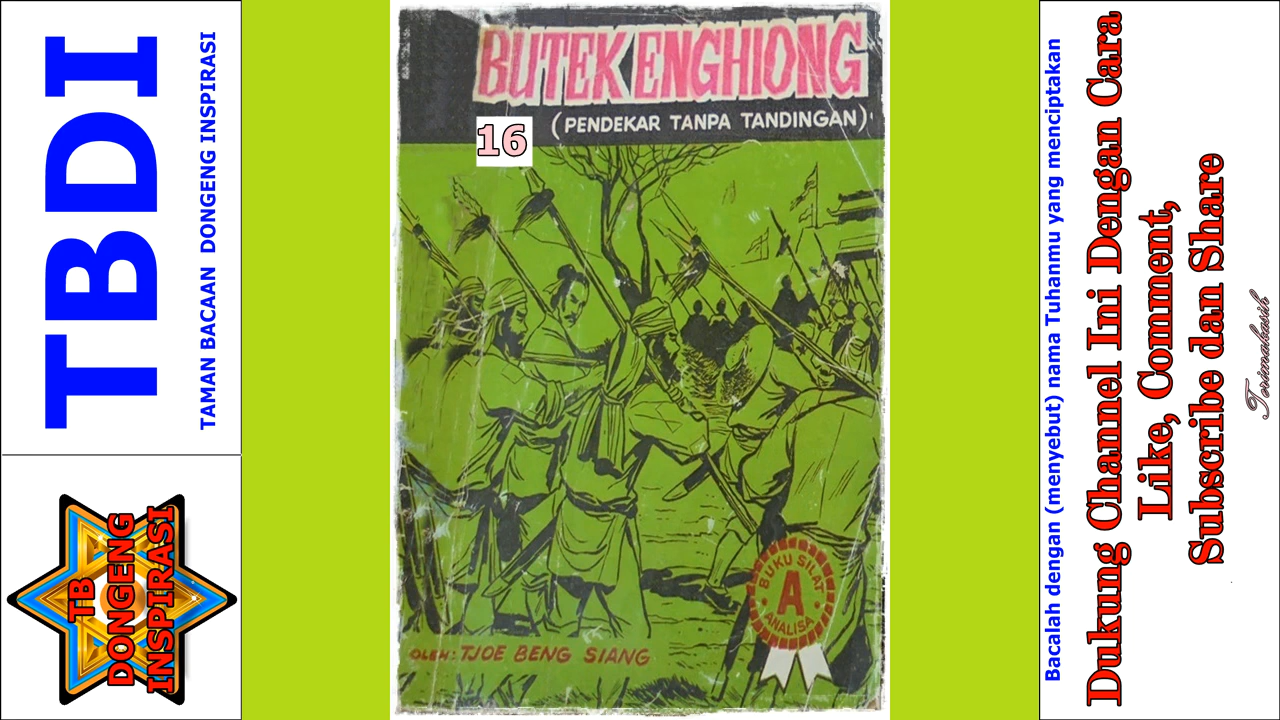 TBDI
TAMAN BACAAN DONGENG INSPIRASI
TB
DONGENG
INSPIRASI
BUTEK ENGHIONG
(PENDEKAR TANPA TANDINGAN)
16
BUKU SILAT
A
ANALISA
OLEH: TJOE BENG SIANG
Bacalah dengan (menyebut) nama Tuhanmu yang menciptakan
Dukung Channel Ini Dengan Cara
Like, Comment,
Subscribe dan Share
Terimakasih